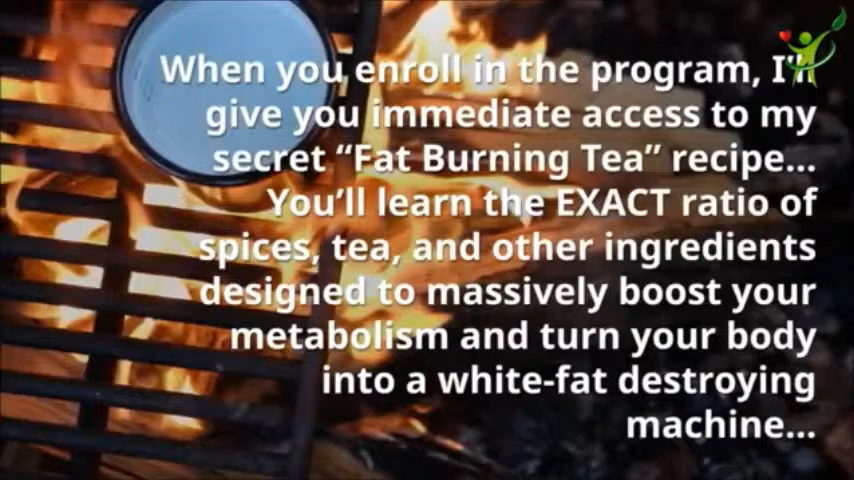 When you enroll in the program, I'll
give you immediate access to my
secret “Fat Burning Tea” recipe...
You’ll learn the EXACT ratio of
spices, tea, and other ingredients
designed to massively boost your
metabolism and turn your body
into a white-fat destroying
machine...